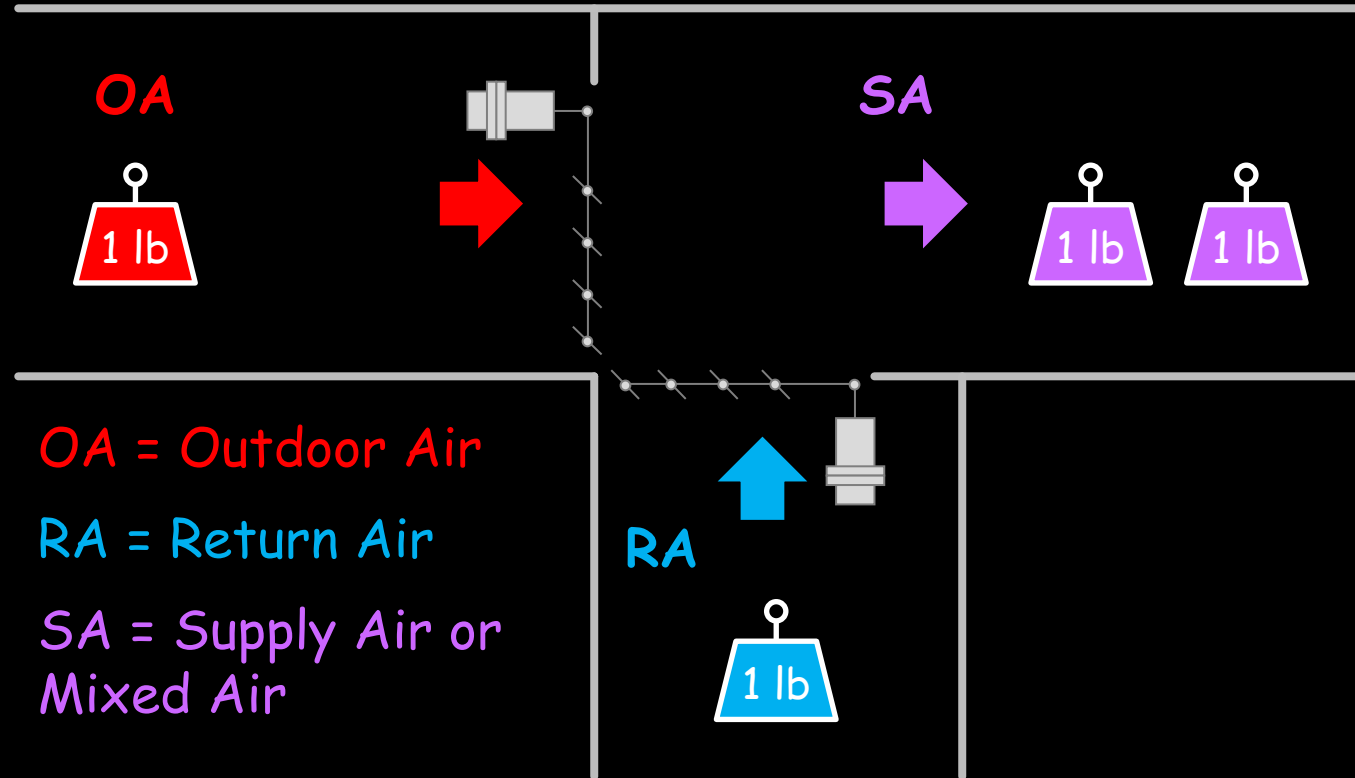 OA
SA
1 lb
1 lb
1 lb
OA = Outdoor Air
RA = Return Air
SA = Supply Air or
Mixed Air
RA
1 lb